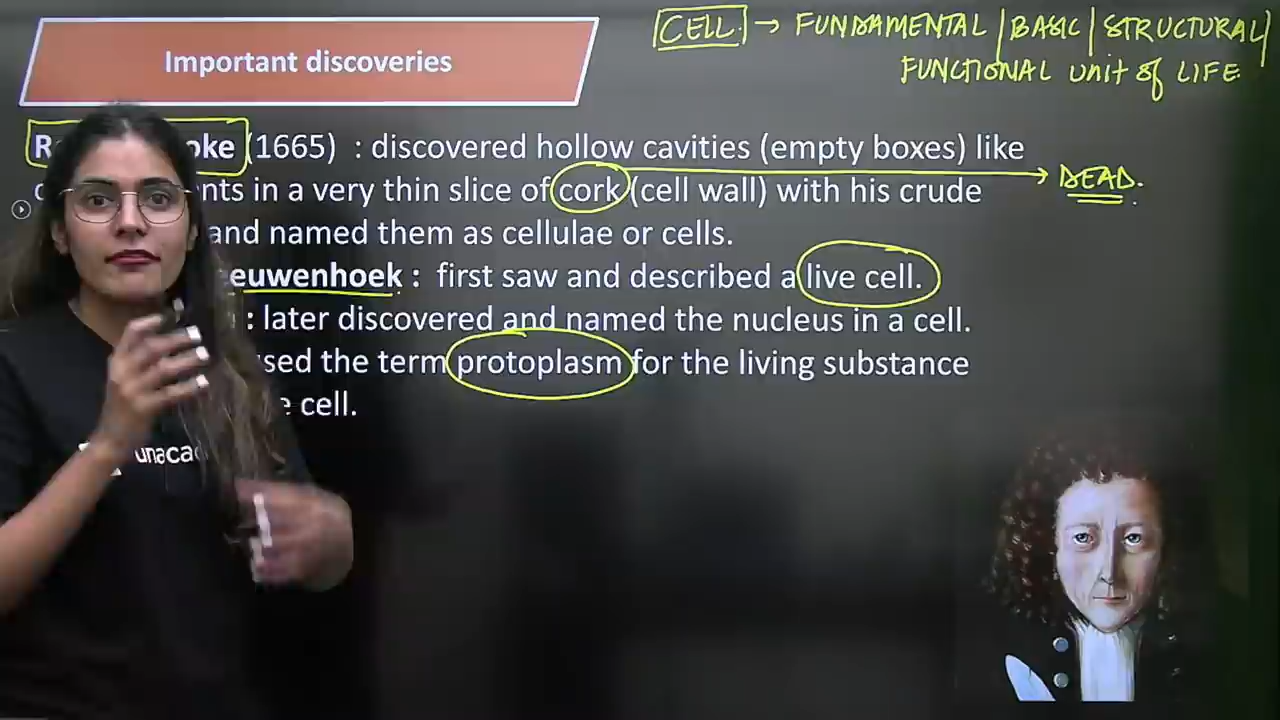 CELL → FUNDAMENTAL | BASIC | STRUCTURAL |
FUNCTIONAL unit of LIFE.
Important discoveries
oke (1665) : discovered hollow cavities (empty boxes) like
in a very thin slice of cork (cell wall) with his crude
→ DEAD.
and named them as cellulae or cells.
euwenhoek : first saw and described a live cell.
: later discovered and named the nucleus in a cell.
sed the term protoplasm for the living substance
cell.
unaca